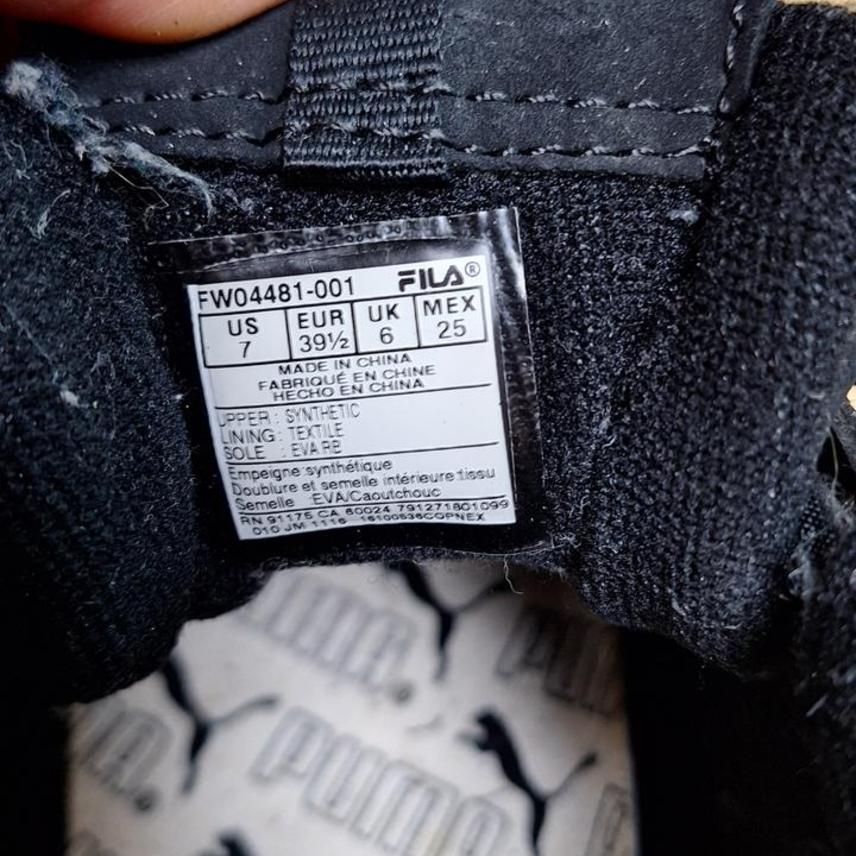 FW04481-001 FILA®
US EUR UK MEX
7 39½ 6 25
MADE IN CHINA
FABRIQUÉ EN CHINE
HECHO EN CHINA
UPPER : SYNTHETIC
LINING : TEXTILE
SOLE : EVA RB
Empeigne:synthétique
Doublure et semelle intérieure:tissu
Semelle :EVA/Caoutchouc
RN 91175 CA 80024 791271801099
010 JM 1116 16100536COPNEX
PUMA®
PUMA
PUMA
PUMA